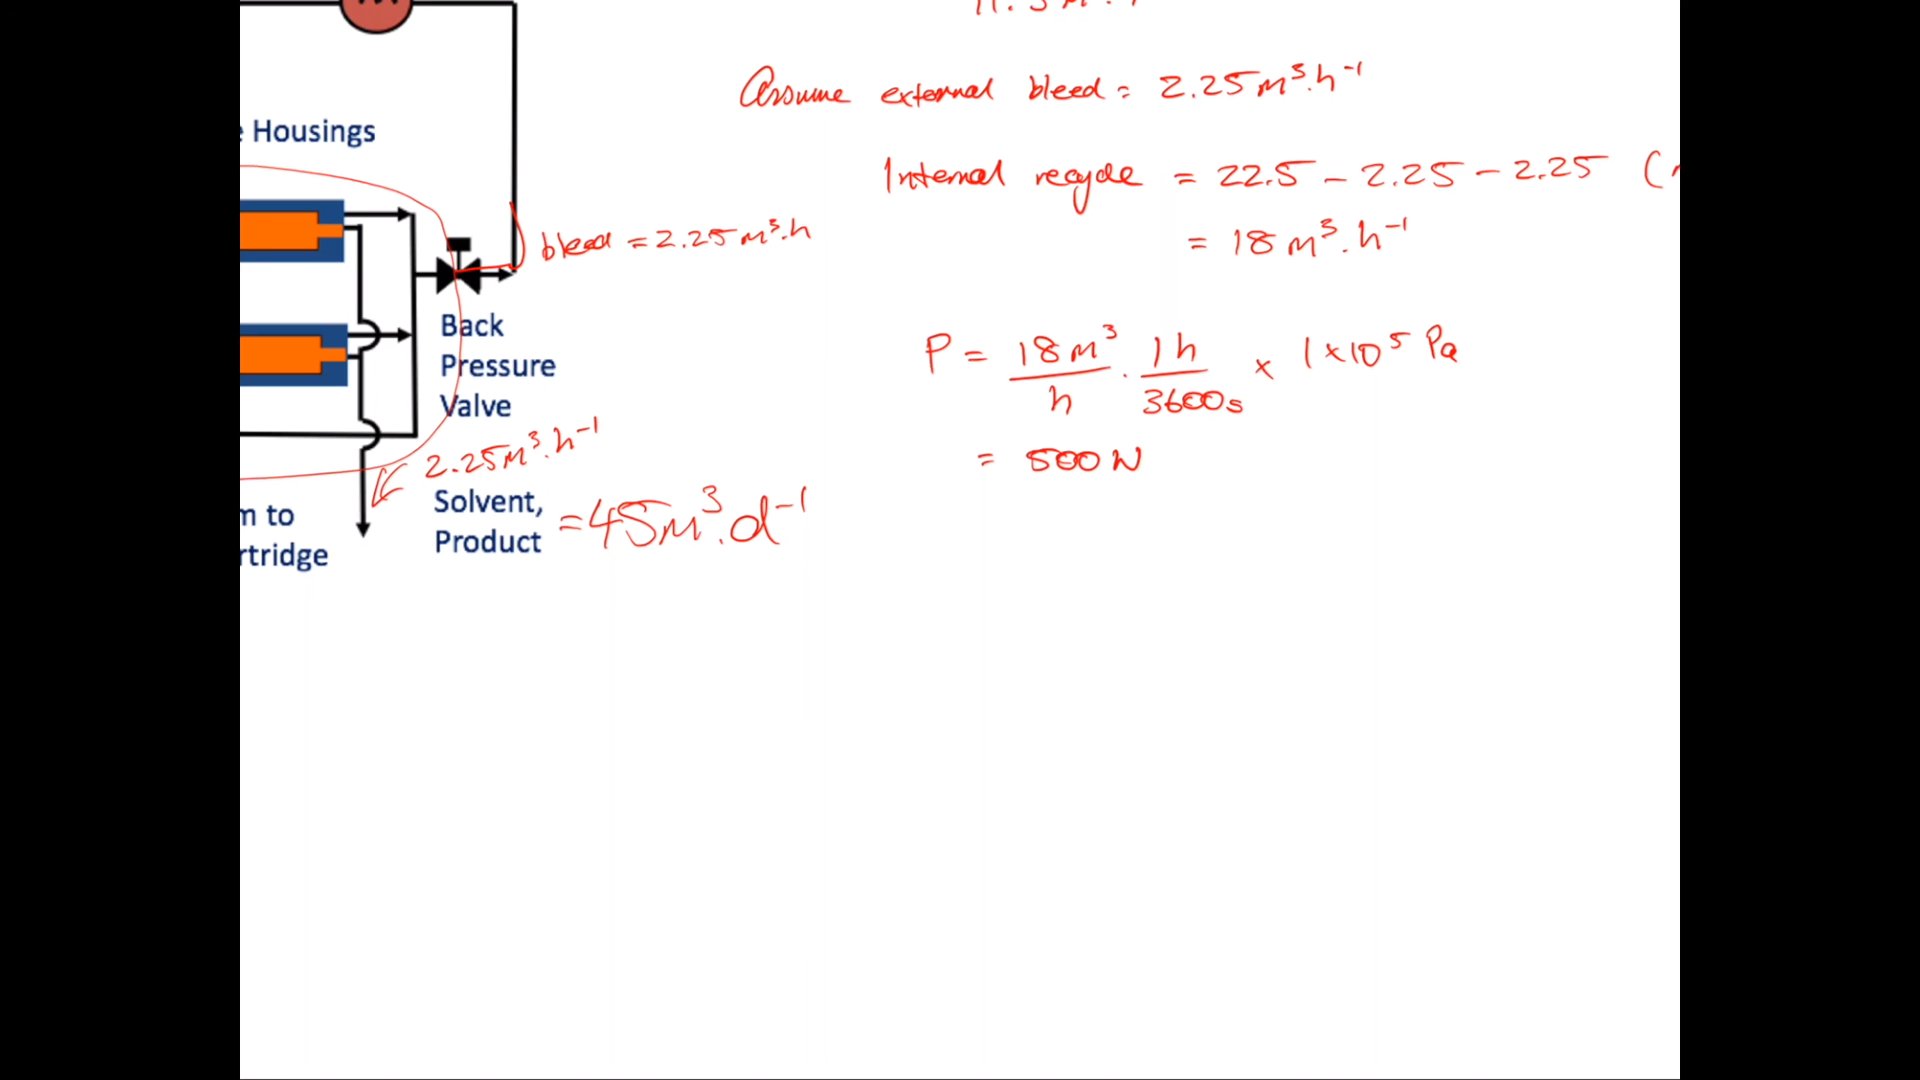 Assume external bleed = 2.25 m³.h⁻¹
Housings
Internal recycle = 22.5 - 2.25 - 2.25 (
= 18 m³.h⁻¹
bleed = 2.25 m³.h
Back
Pressure
Valve
P = 18 m³/h . 1h/3600s × 1×10⁵ Pa
= 500 W
2.25 m³.h⁻¹
Solvent,
Product
= 45 m³.d⁻¹
m to
rtridge